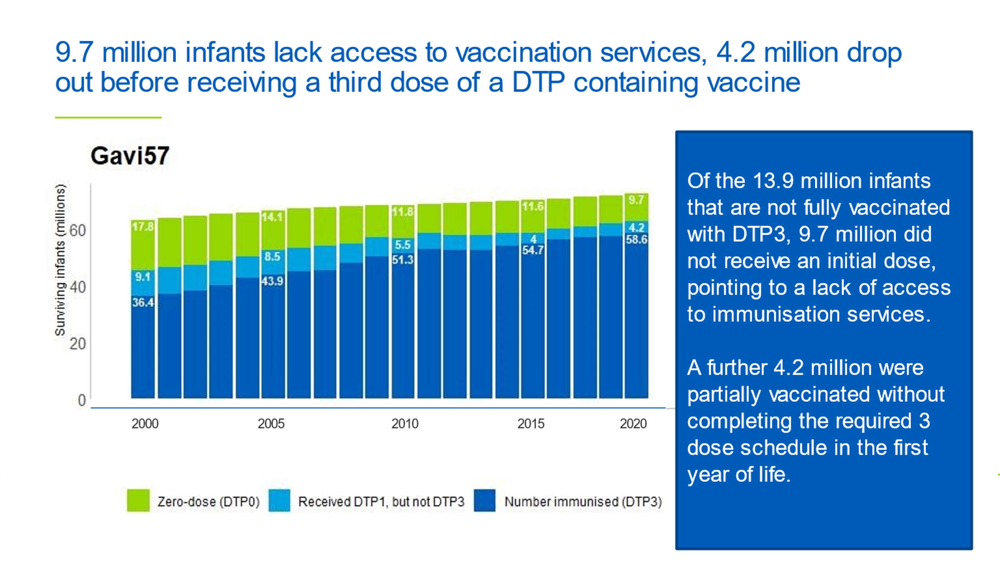 9.7 million infants lack access to vaccination services, 4.2 million drop
out before receiving a third dose of a DTP containing vaccine
Gavi57
Surviving infants (millions)
60
40
20
0
17.8
9.1
36.4
14.1
8.5
43.9
11.8
5.5
51.3
11.6
4
54.7
9.7
4.2
58.6
2000 2005 2010 2015 2020
Zero-dose (DTP0) Received DTP1, but not DTP3 Number immunised (DTP3)
Of the 13.9 million infants
that are not fully vaccinated
with DTP3, 9.7 million did
not receive an initial dose,
pointing to a lack of access
to immunisation services.
A further 4.2 million were
partially vaccinated without
completing the required 3
dose schedule in the first
year of life.